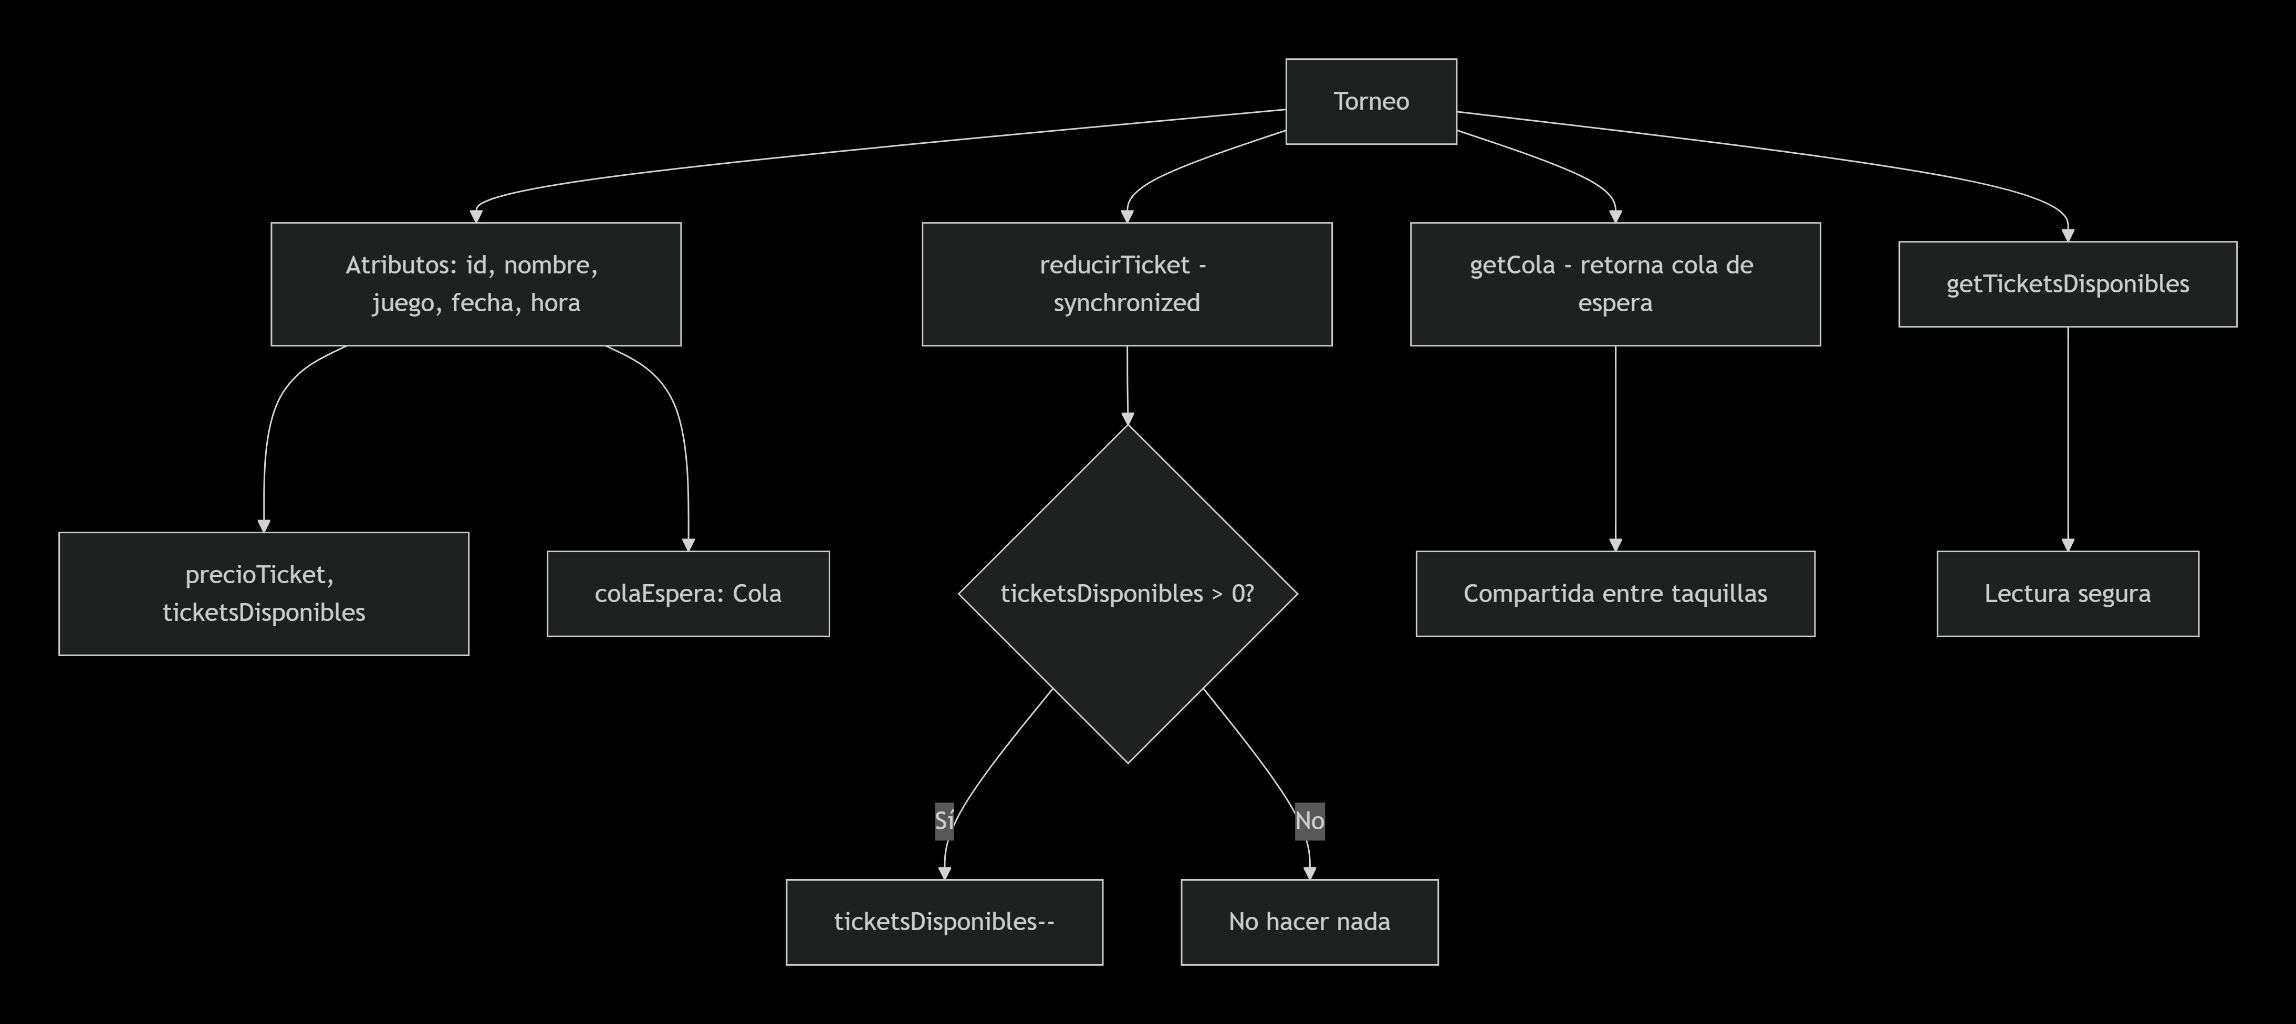 Torneo
Atributos: id, nombre,
juego, fecha, hora
reducirTicket -
synchronized
getCola - retorna cola de
espera
getTicketsDisponibles
precioTicket,
ticketsDisponibles
colaEspera: Cola
ticketsDisponibles > 0?
Compartida entre taquillas
Lectura segura
Sí
No
ticketsDisponibles--
No hacer nada